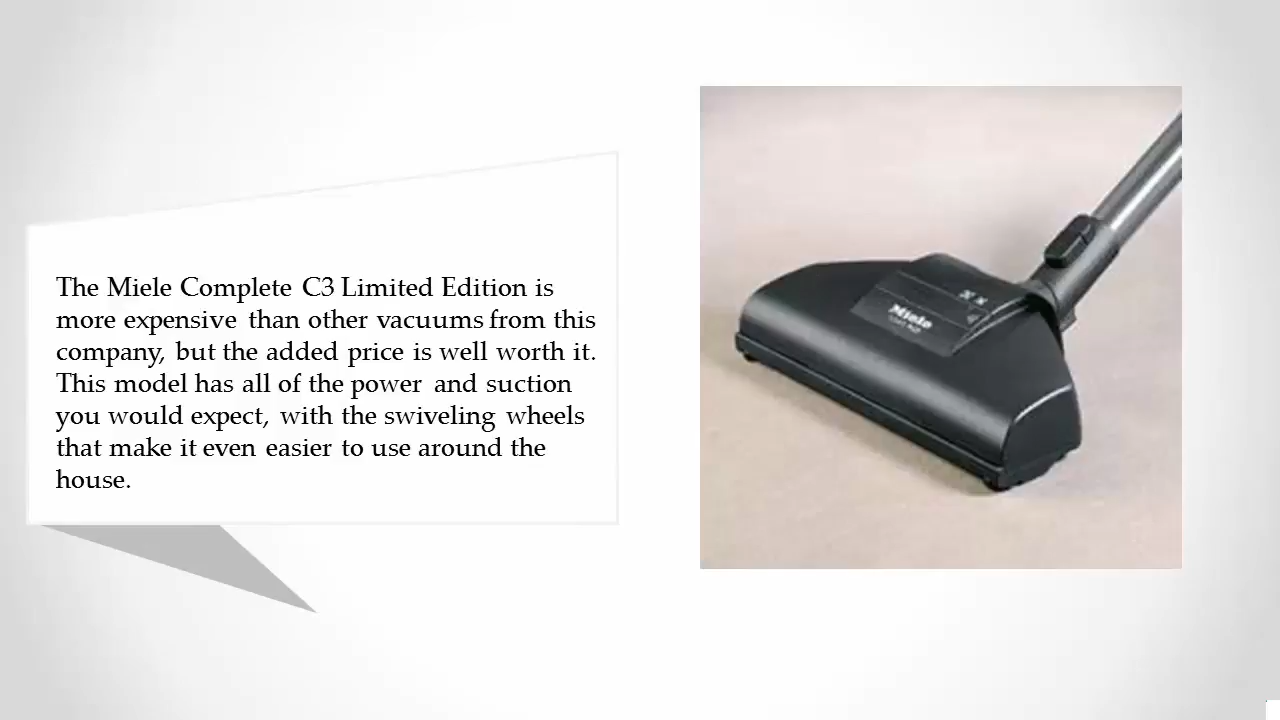 The Miele Complete C3 Limited Edition is
more expensive than other vacuums from this
company, but the added price is well worth it.
This model has all of the power and suction
you would expect, with the swiveling wheels
that make it even easier to use around the
house.
Miele